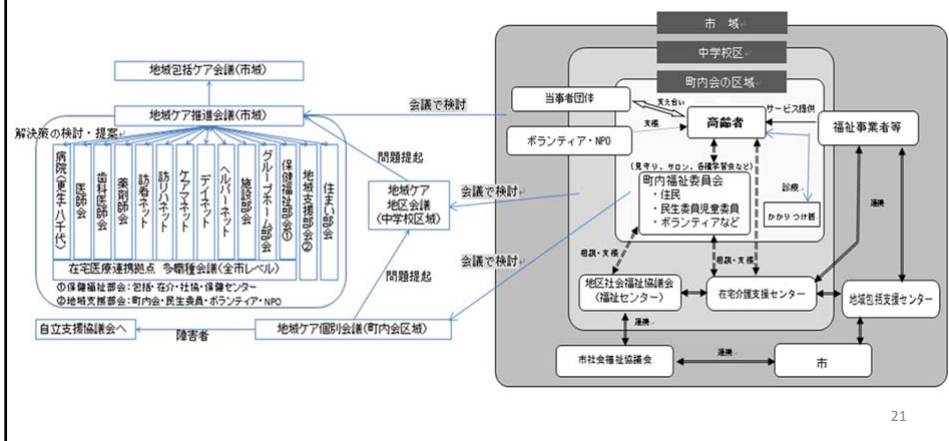 地域包括ケア会議(市域)
地域ケア推進会議(市域)
解決策の検討・提案
病院(更生・八千代)
医師会
歯科医師会
薬剤師会
訪看ネット
訪リハネット
ケアマネット
デイネット
ヘルパーネット
施設部会
グループホーム部会
保健福祉部会①
地域支援部会②
住まい部会
在宅医療連携拠点 多職種会議(全市レベル)
①保健福祉部会:包括・在介・社協・保健センター
②地域支援部会:町内会・民生委員・ボランティア・NPO
自立支援協議会へ
障害者
地域ケア個別会議(町内会区域)
問題提起
地域ケア
地区会議
(中学校区域)
問題提起
会議で検討
会議で検討
会議で検討
市 域
中学校区
町内会の区域
当事者団体
支え合い
ボランティア・NPO
支援
高齢者
サービス提供
福祉事業者等
(見守り、サロン、各種学習会など)
町内福祉委員会
・住民
・民生委員児童委員
・ボランティアなど
診療
かかりつけ医
連携
相談・支援
相談・支援
地区社会福祉協議会
(福祉センター)
在宅介護支援センター
地域包括支援センター
連携
市社会福祉協議会
連携
市
21